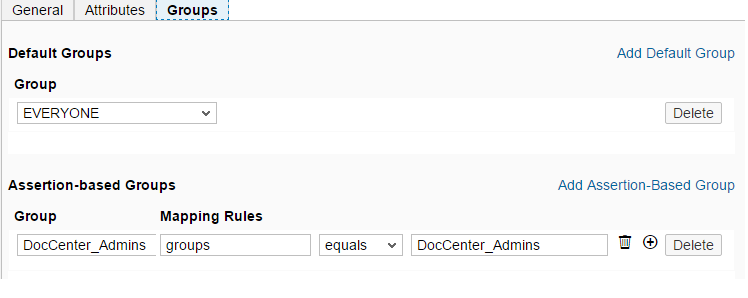 General Attributes Groups
Default Groups Add Default Group
Group
EVERYONE Delete
Assertion-based Groups Add Assertion-Based Group
Group Mapping Rules
DocCenter_Admins groups equals DocCenter_Admins Delete